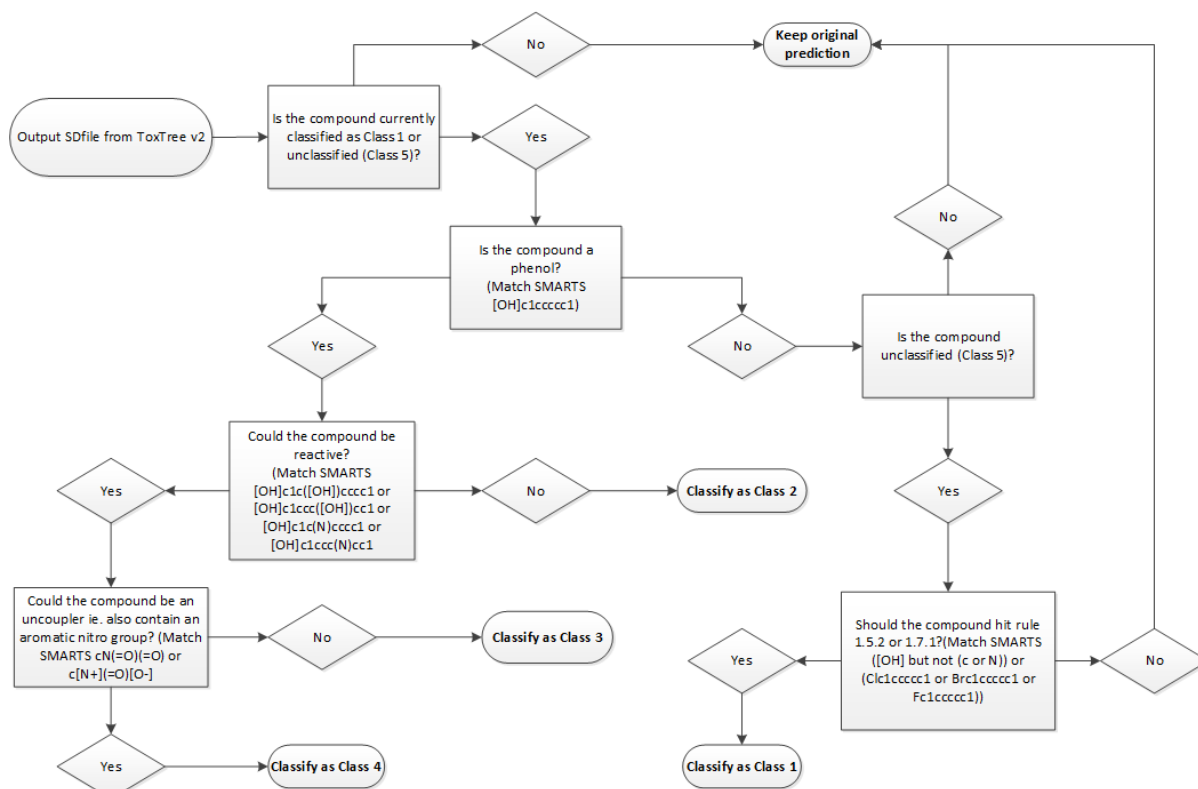 No
Keep original
prediction
Output SDfile from ToxTree v2
Is the compound currently
classified as Class 1 or
unclassified (Class 5)?
Yes
No
Is the compound a
phenol?
(Match SMARTS
[OH]c1ccccc1)
Yes
No
Is the compound
unclassified (Class 5)?
Could the compound be
reactive?
(Match SMARTS
[OH]c1c([OH])cccc1 or
[OH]c1ccc([OH])cc1 or
[OH]c1c(N)cccc1 or
[OH]c1ccc(N)cc1
Yes
No
Classify as Class 2
Yes
Could the compound be an
uncoupler ie. also contain an
aromatic nitro group? (Match
SMARTS cN(=O)(=O) or
c[N+](=O)[O-]
No
Classify as Class 3
Should the compound hit rule
1.5.2 or 1.7.1?(Match SMARTS
([OH] but not (c or N)) or
(Clc1ccccc1 or Brc1ccccc1 or
Fc1ccccc1))
Yes
No
Yes
Classify as Class 4
Classify as Class 1